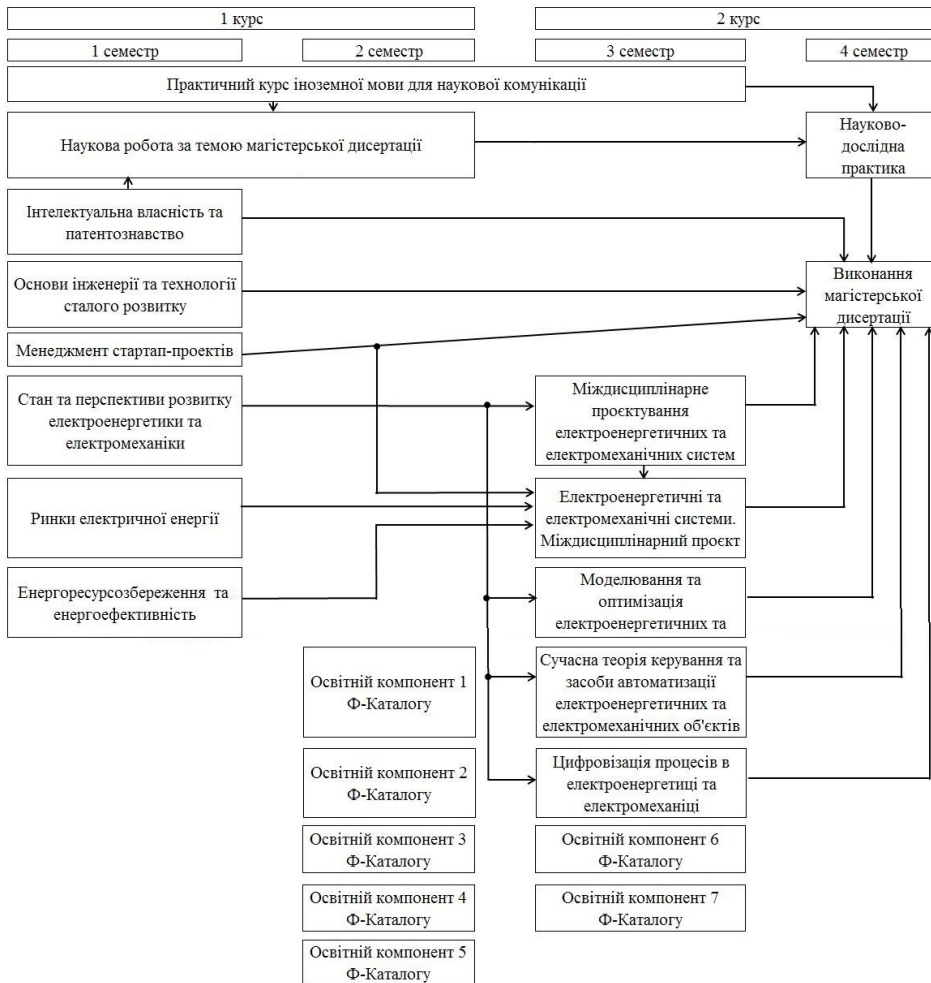 1 курс
2 курс
1 семестр
2 семестр
3 семестр
4 семестр
Практичний курс іноземної мови для наукової комунікації
Наукова робота за темою магістерської дисертації
Науково-
дослідна
практика
Інтелектуальна власність та
патентознавство
Основи інженерії та технології
сталого розвитку
Виконання
магістерської
дисертації
Менеджмент стартап-проектів
Стан та перспективи розвитку
електроенергетики та
електромеханіки
Міждисциплінарне
проєктування
електроенергетичних та
електромеханічних систем
Ринки електричної енергії
Електроенергетичні та
електромеханічні системи.
Міждисциплінарний проєкт
Енергоресурсозбереження та
енергоефективність
Моделювання та
оптимізація
електроенергетичних та
Освітній компонент 1
Ф-Каталогу
Сучасна теорія керування та
засоби автоматизації
електроенергетичних та
електромеханічних об'єктів
Освітній компонент 2
Ф-Каталогу
Цифровізація процесів в
електроенергетиці та
електромеханіці
Освітній компонент 3
Ф-Каталогу
Освітній компонент 6
Ф-Каталогу
Освітній компонент 4
Ф-Каталогу
Освітній компонент 7
Ф-Каталогу
Освітній компонент 5
Ф-Каталогу